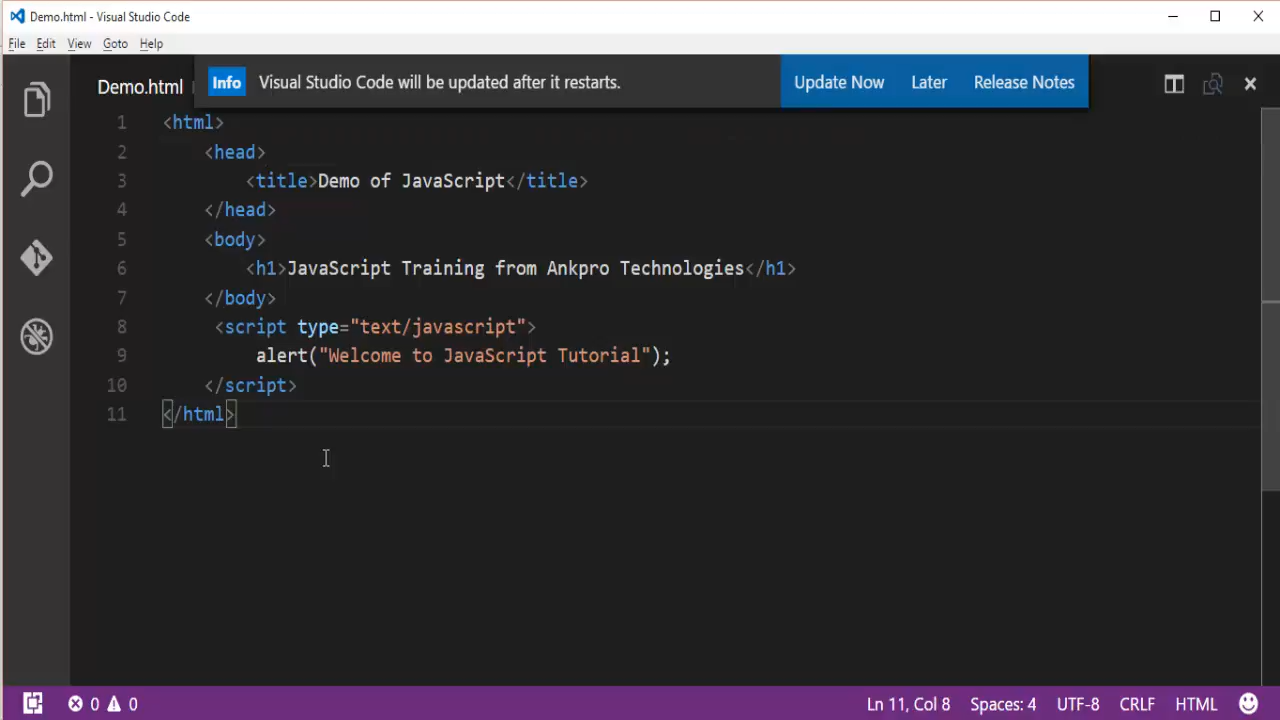 Demo.html - Visual Studio Code
File Edit View Goto Help
Info Visual Studio Code will be updated after it restarts. Update Now Later Release Notes
Demo.html
1 <html>
2 <head>
3 <title>Demo of JavaScript</title>
4 </head>
5 <body>
6 <h1>JavaScript Training from Ankpro Technologies</h1>
7 </body>
8 <script type="text/javascript">
9 alert("Welcome to JavaScript Tutorial");
10 </script>
11 </html>
0 0 Ln 11, Col 8 Spaces: 4 UTF-8 CRLF HTML